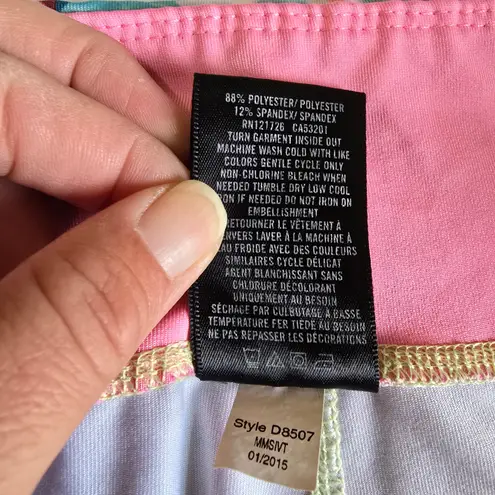 88% POLYESTER/ POLYESTER
12% SPANDEX/ SPANDEX
RN121726 CA53201
TURN GARMENT INSIDE OUT
MACHINE WASH COLD WITH LIKE
COLORS GENTLE CYCLE ONLY
NON-CHLORINE BLEACH WHEN
NEEDED TUMBLE DRY LOW COOL
IRON IF NEEDED DO NOT IRON ON
EMBELLISHMENT
RETOURNER LE VÊTEMENT À
ENVERS LAVER À LA MACHINE À
EAU FROIDE AVEC DES COULEURS
SIMILAIRES CYCLE DÉLICAT
AGENT BLANCHISSANT SANS
CHLORURE DÉCOLORANT
UNIQUEMENT AU BESOIN
SÉCHAGE PAR CULBUTAGE À BASSE
TEMPERATURE FER TIÈDE AU BESOIN
NE PAS REPASSER LES DÉCORATIONS
Style D8507
MMSIVT
01/2015